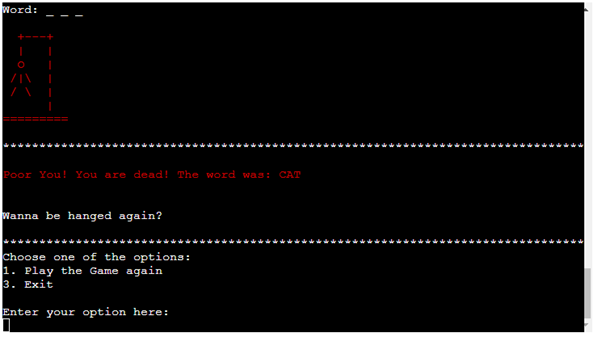 Word: _ _ _
+---+
|   |
O   |
/|\  |
/ \  |
|
=========
*********************************************************************************
Poor You! You are dead! The word was: CAT
Wanna be hanged again?
*********************************************************************************
Choose one of the options:
1. Play the Game again
3. Exit
Enter your option here: